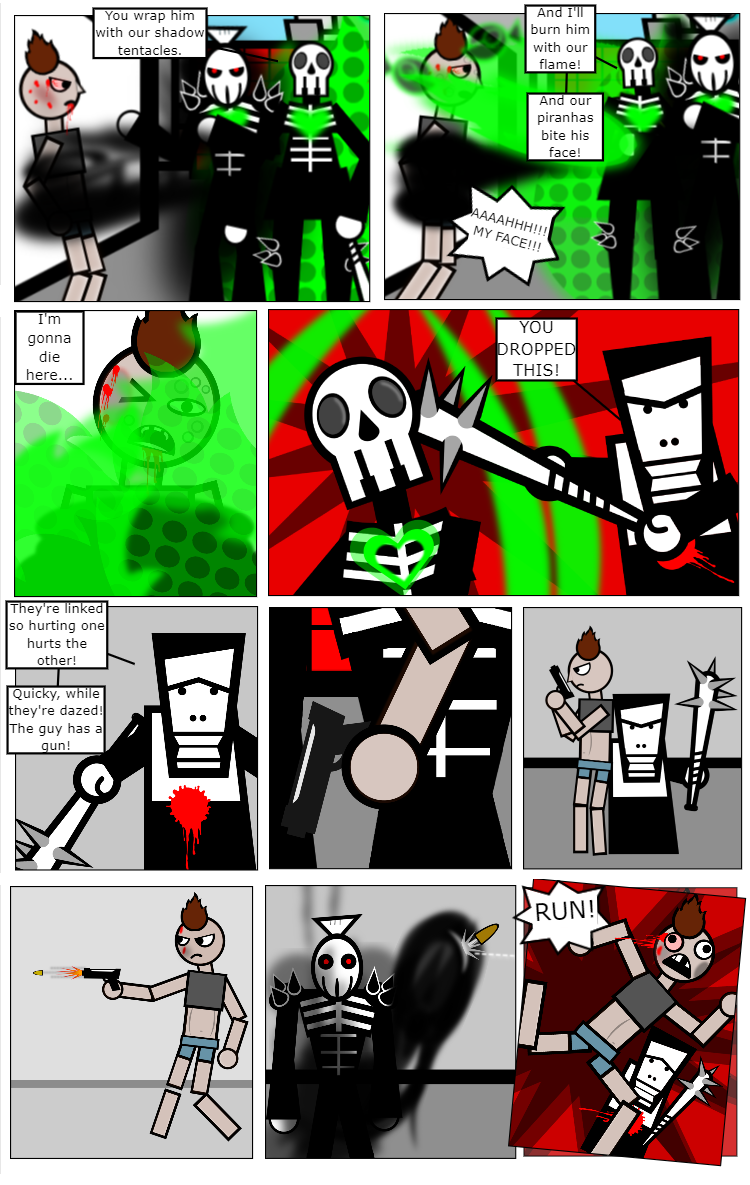 You wrap him
with our shadow
tentacles.
And I'll
burn him
with our
flame!
And our
piranhas
bite his
face!
AAAAHHH!!!
MY FACE!!!
I'm
gonna
die
here...
YOU
DROPPED
THIS!
They're linked
so hurting one
hurts the
other!
Quicky, while
they're dazed!
The guy has a
gun!
RUN!